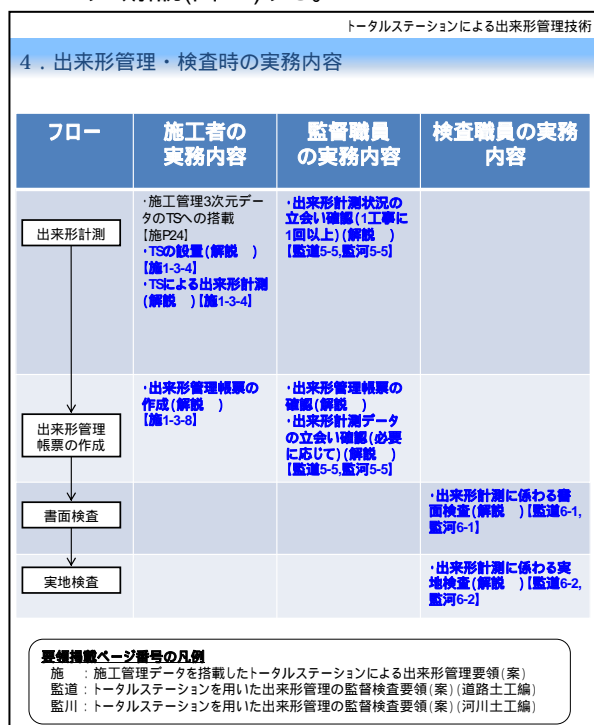 トータルステーションによる出来形管理技術
4．出来形管理・検査時の実務内容
フロー
施工者の
実務内容
監督職員
の実務内容
検査職員の実務
内容
出来形計測
・施工管理3次元デー
タのTSへの搭載
【施P24】
・TSの設置(解説　)
【施1-3-4】
・TSによる出来形計測
(解説　)【施1-3-4】
・出来形計測状況の
立会い確認(1工事に
1回以上)(解説　)
【監道5-5,監河5-5】
出来形管理
帳票の作成
・出来形管理帳票の
作成(解説　)
【施1-3-8】
・出来形管理帳票の
確認(解説　)
・出来形計測データ
の立会い確認(必要
に応じて)(解説　)
【監道5-5,監河5-5】
書面検査
・出来形計測に係わる書
面検査(解説　)【監道6-1,
監河6-1】
実地検査
・出来形計測に係わる実
地検査(解説　)【監道6-2,
監河6-2】
要領掲載ページ番号の凡例
施　：施工管理データを搭載したトータルステーションによる出来形管理要領(案)
監道：トータルステーションを用いた出来形管理の監督検査要領(案)(道路土工編)
監川：トータルステーションを用いた出来形管理の監督検査要領(案)(河川土工編)